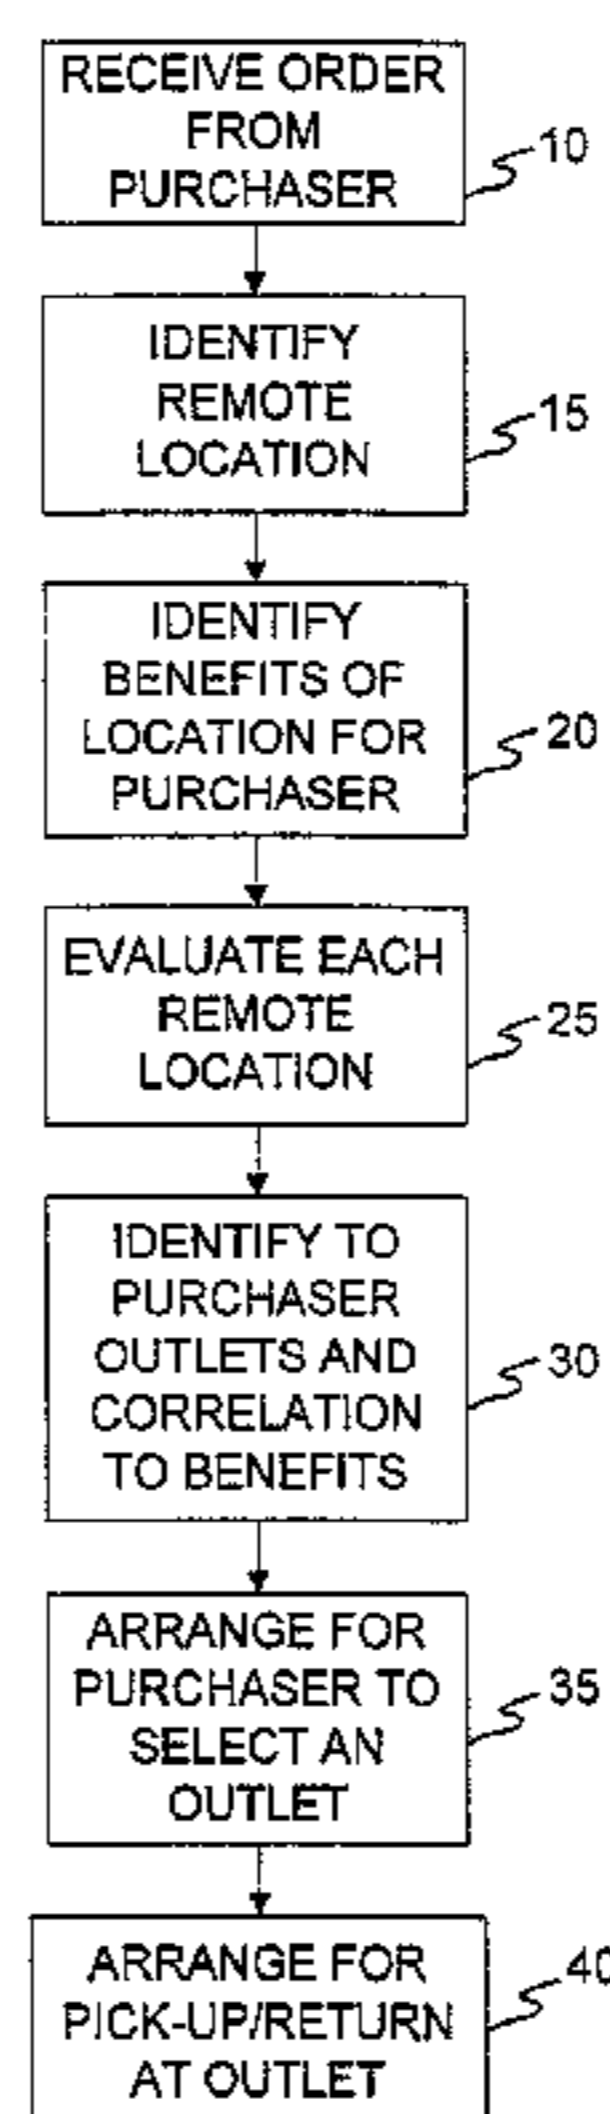 RECEIVE ORDER
FROM
PURCHASER
10
IDENTIFY
REMOTE
LOCATION
15
IDENTIFY
BENEFITS OF
LOCATION FOR
PURCHASER
20
EVALUATE EACH
REMOTE
LOCATION
25
IDENTIFY TO
PURCHASER
OUTLETS AND
CORRELATION
TO BENEFITS
30
ARRANGE FOR
PURCHASER TO
SELECT AN
OUTLET
35
ARRANGE FOR
PICK-UP/RETURN
AT OUTLET
40